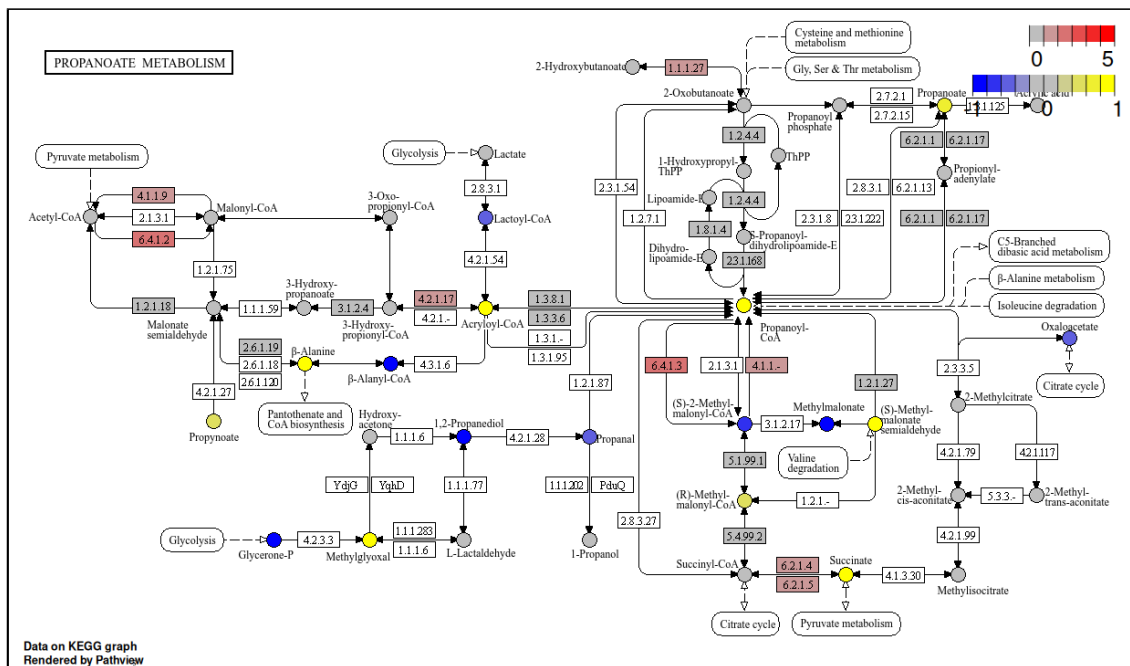 PROPANOATE METABOLISM
Cysteine and methionine
metabolism
Gly, Ser & Thr metabolism
0
5
-1
0
1
2-Hydroxybutanoate
1.1.1.27
2-Oxobutanoate
Propanoyl
phosphate
2.7.2.1
2.7.2.15
Propanoate
Acrylic acid
1.2.4.4
ThPP
6.2.1.1
6.2.1.17
Propionyl-
adenylate
1-Hydroxypropyl-
ThPP
2.3.1.54
1.2.7.1
1.2.4.4
2.3.1.8
2.3.1.222
2.8.3.1
6.2.1.13
6.2.1.1
6.2.1.17
Lipoamide-E
1.8.1.4
S-Propanoyl-
dihydrolipoamide-E
Dihydro-
lipoamide-E
2.3.1.168
C5-Branched
dibasic acid metabolism
β-Alanine metabolism
Isoleucine degradation
Propanoyl-
CoA
Pyruvate metabolism
Glycolysis
Lactate
2.8.3.1
Lactoyl-CoA
4.2.1.54
4.1.1.9
Acetyl-CoA
2.1.3.1
Malonyl-CoA
6.4.1.2
3-Oxo-
propionyl-CoA
1.2.1.75
1.2.1.18
Malonate
semialdehyde
1.1.1.59
3-Hydroxy-
propanoate
3.1.2.4
3-Hydroxy-
propionyl-CoA
4.2.1.17
4.2.1.-
Acryloyl-CoA
1.3.8.1
1.3.3.6
1.3.1.-
1.3.1.95
2.6.1.19
2.6.1.18
2.6.1.120
β-Alanine
β-Alanyl-CoA
4.3.1.6
1.2.1.87
4.2.1.27
Propynoate
Pantothenate and
CoA biosynthesis
Hydroxy-
acetone
1.1.1.6
1,2-Propanediol
4.2.1.28
Propanal
YdjG
YqhD
1.1.1.77
1.1.1.202
PduQ
Glycolysis
Glycerone-P
4.2.3.3
Methylglyoxal
1.1.1.283
1.1.1.6
L-Lactaldehyde
1-Propanol
6.4.1.3
2.1.3.1
4.1.1.-
1.2.1.27
(S)-2-Methyl-
malonyl-CoA
3.1.2.17
Methylmalonate
(S)-Methyl-
malonate
semialdehyde
Valine
degradation
5.1.99.1
(R)-Methyl-
malonyl-CoA
1.2.1.-
2.8.3.27
5.4.99.2
Succinyl-CoA
6.2.1.4
6.2.1.5
Succinate
4.1.3.30
Methylisocitrate
Citrate cycle
Pyruvate metabolism
Oxaloacetate
2.3.3.5
Citrate cycle
2-Methylcitrate
4.2.1.79
4.2.1.117
2-Methyl-
cis-aconitate
5.3.3.-
2-Methyl-
trans-aconitate
4.2.1.99
Data on KEGG graph
Rendered by Pathview